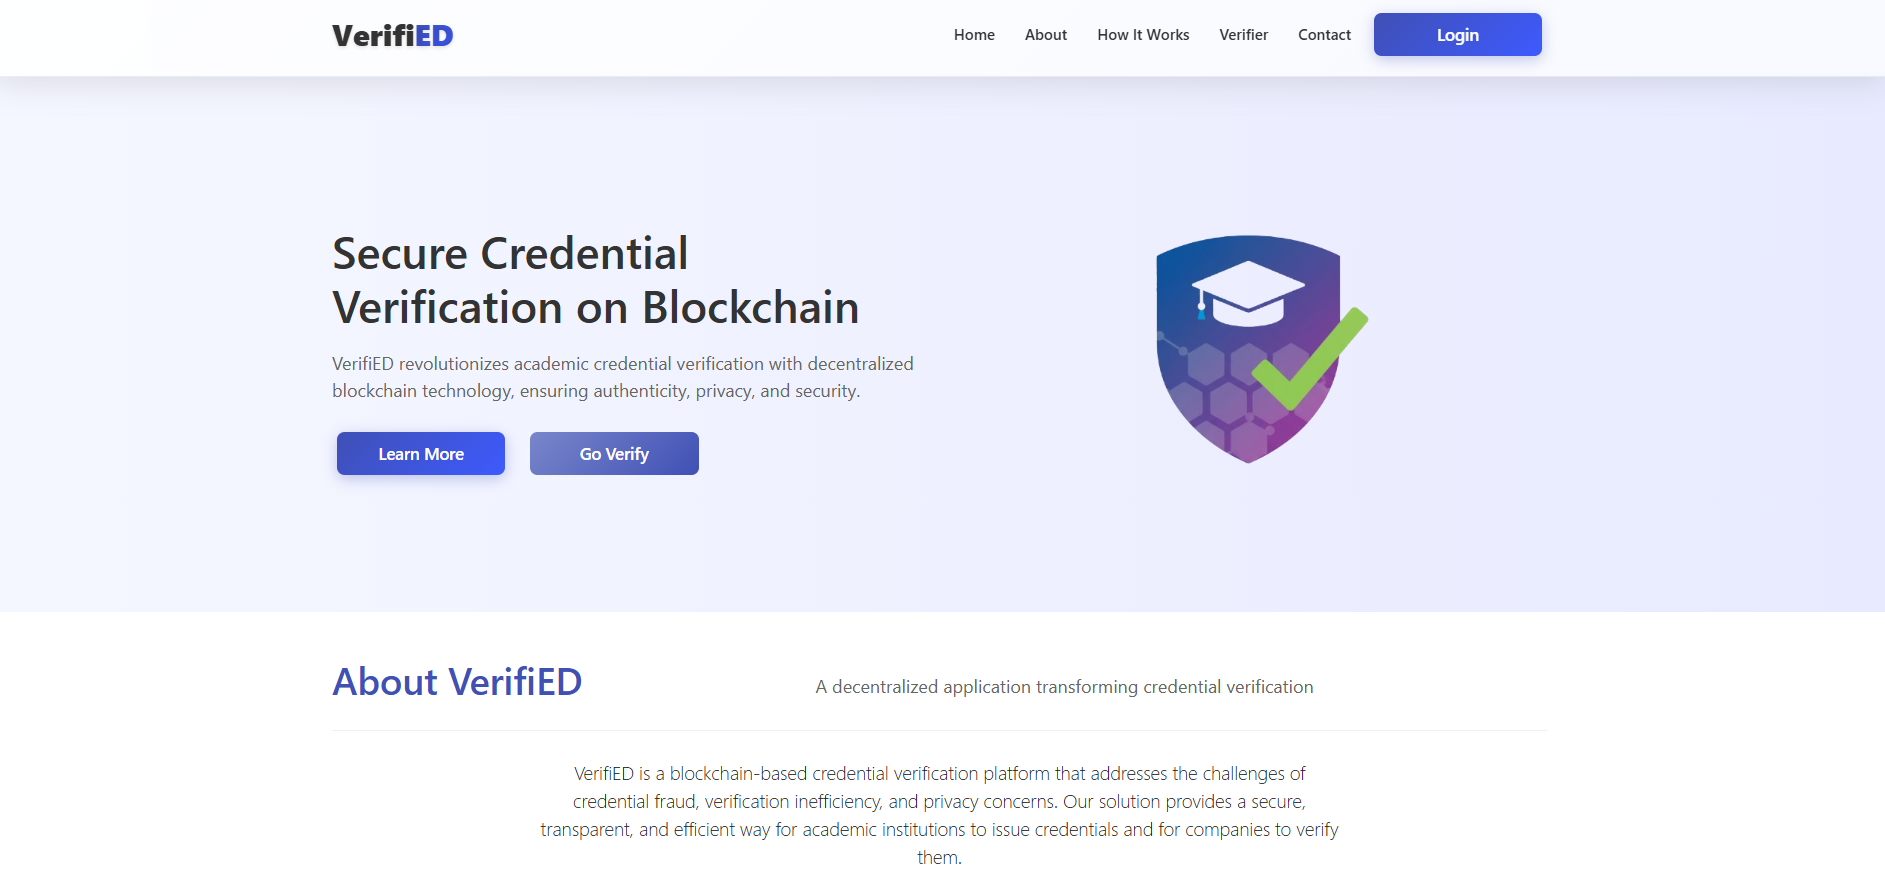 VerifiED
Home
About
How It Works
Verifier
Contact
Login
Secure Credential
Verification on Blockchain
VerifiED revolutionizes academic credential verification with decentralized
blockchain technology, ensuring authenticity, privacy, and security.
Learn More
Go Verify
About VerifiED
A decentralized application transforming credential verification
VerifiED is a blockchain-based credential verification platform that addresses the challenges of
credential fraud, verification inefficiency, and privacy concerns. Our solution provides a secure,
transparent, and efficient way for academic institutions to issue credentials and for companies to verify
them.